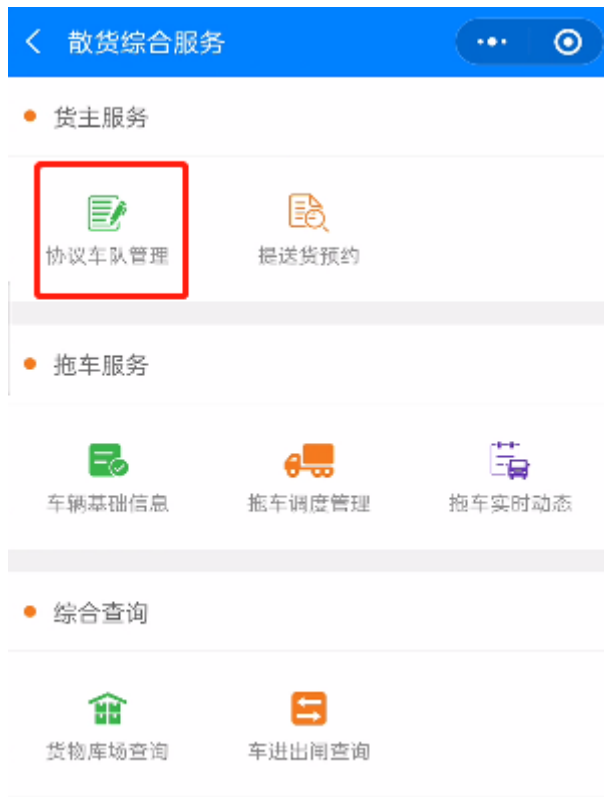 散货综合服务
货主服务
协议车队管理 提送货预约
拖车服务
车辆基础信息 拖车调度管理 拖车实时动态
综合查询
货物库场查询 车进出闸查询